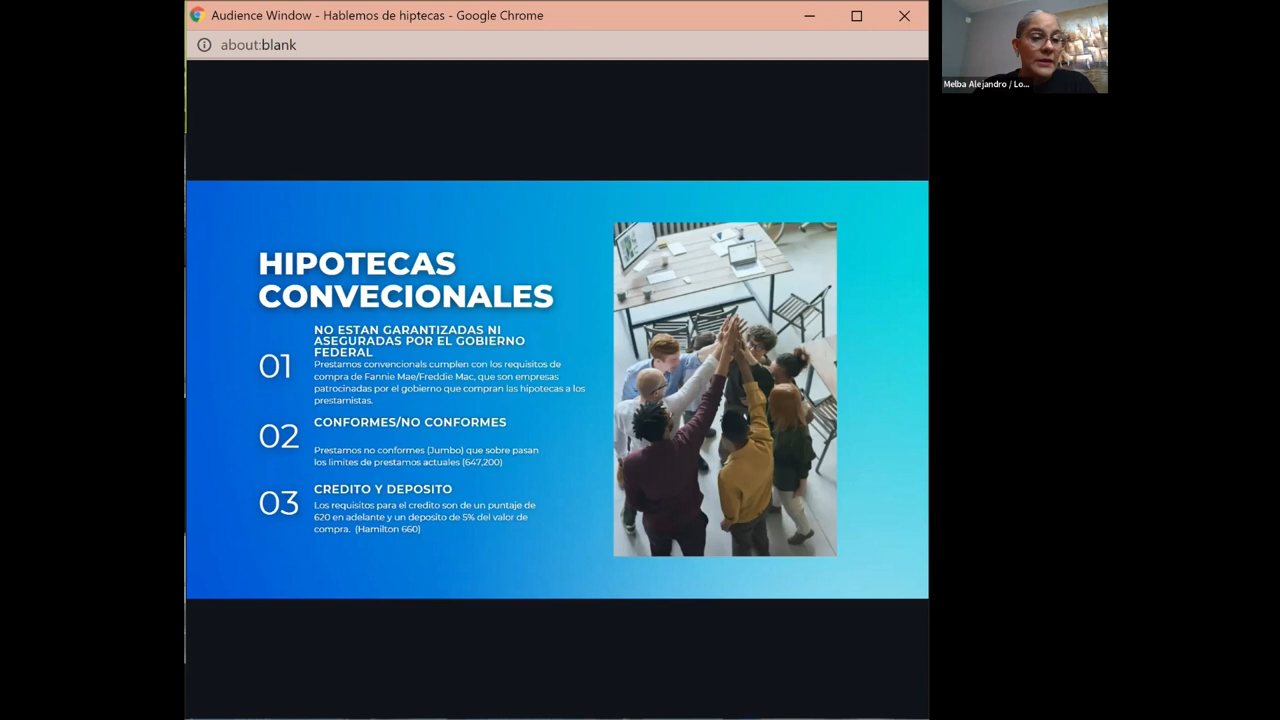 Audience Window - Hablemos de hiptecas - Google Chrome
about:blank
Melba Alejandro / Lo...
HIPOTECAS
CONVECIONALES
01
NO ESTAN GARANTIZADAS NI
ASEGURADAS POR EL GOBIERNO
FEDERAL
Prestamos convencionals cumplen con los requisitos de
compra de Fannie Mae/Freddie Mac, que son empresas
patrocinadas por el gobierno que compran las hipotecas a los
prestamistas.
02
CONFORMES/NO CONFORMES
Prestamos no conformes (Jumbo) que sobre pasan
los limites de prestamos actuales (647,200)
03
CREDITO Y DEPOSITO
Los requisitos para el credito son de un puntaje de
620 en adelante y un deposito de 5% del valor de
compra. (Hamilton 660)